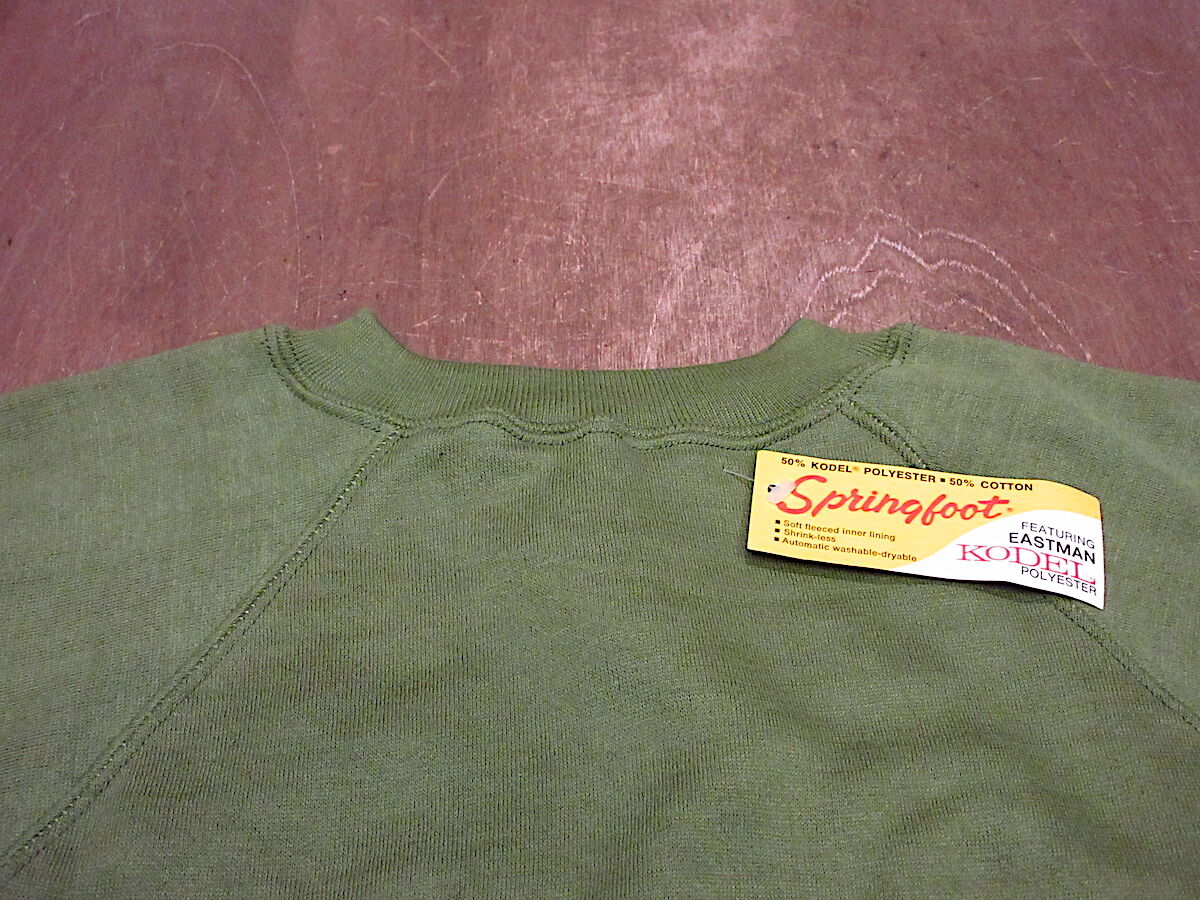 50% KODEL® POLYESTER ▪ 50% COTTON
Springfoot®
▪ Soft fleeced inner lining
▪ Shrink-less
▪ Automatic washable-dryable
FEATURING
EASTMAN
KODEL
POLYESTER